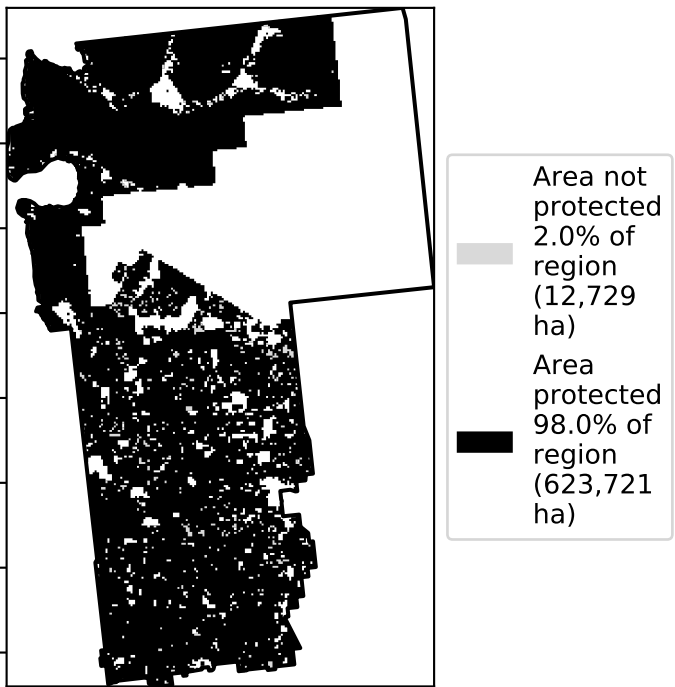 Area not
protected
2.0% of
region
(12,729
ha)
Area
protected
98.0% of
region
(623,721
ha)